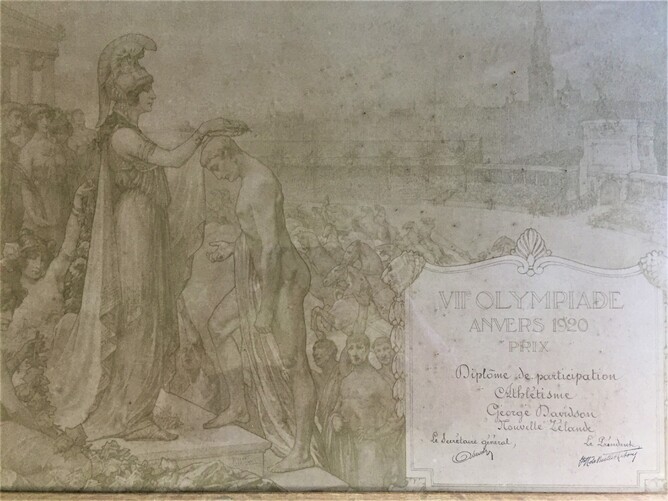 VIIᵉ OLYMPIADE
ANVERS 1920
PRIX
Diplôme de participation
Athlétisme
George Davidson
Nouvelle Zélande
Le Secrétaire général, Le Président